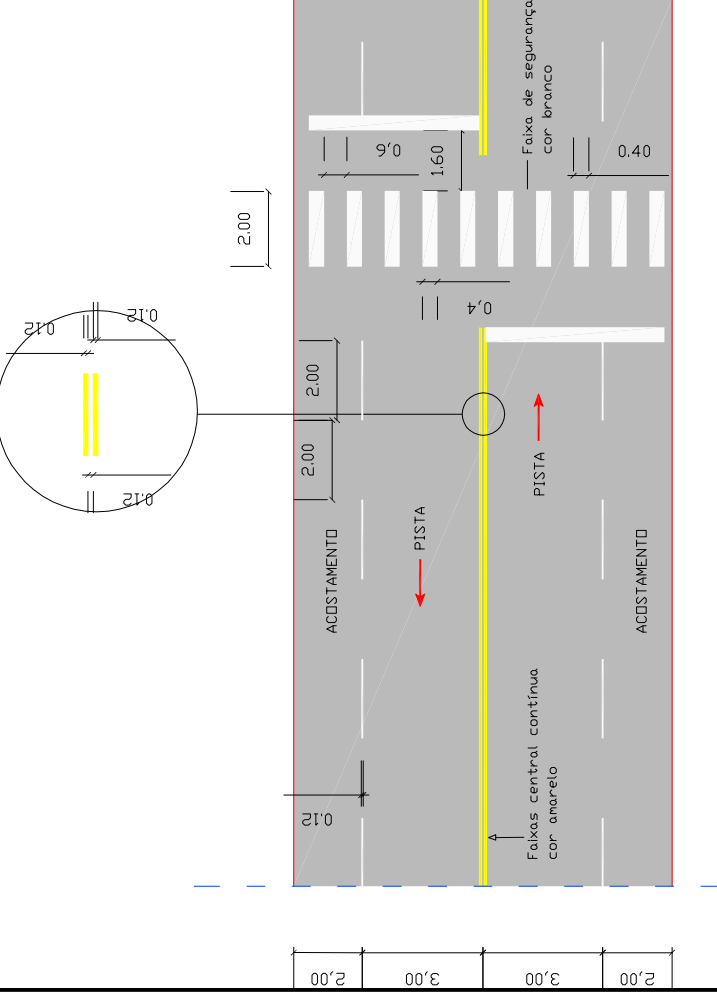 Faixa de segurança
cor branco
0,6
1.60
0.40
2.00
0,4
0.12
0.12
2.00
0.12
2.00
PISTA
PISTA
ACOSTAMENTO
ACOSTAMENTO
Faixas central contínua
cor amarelo
0.12
2,00
3,00
3,00
2,00